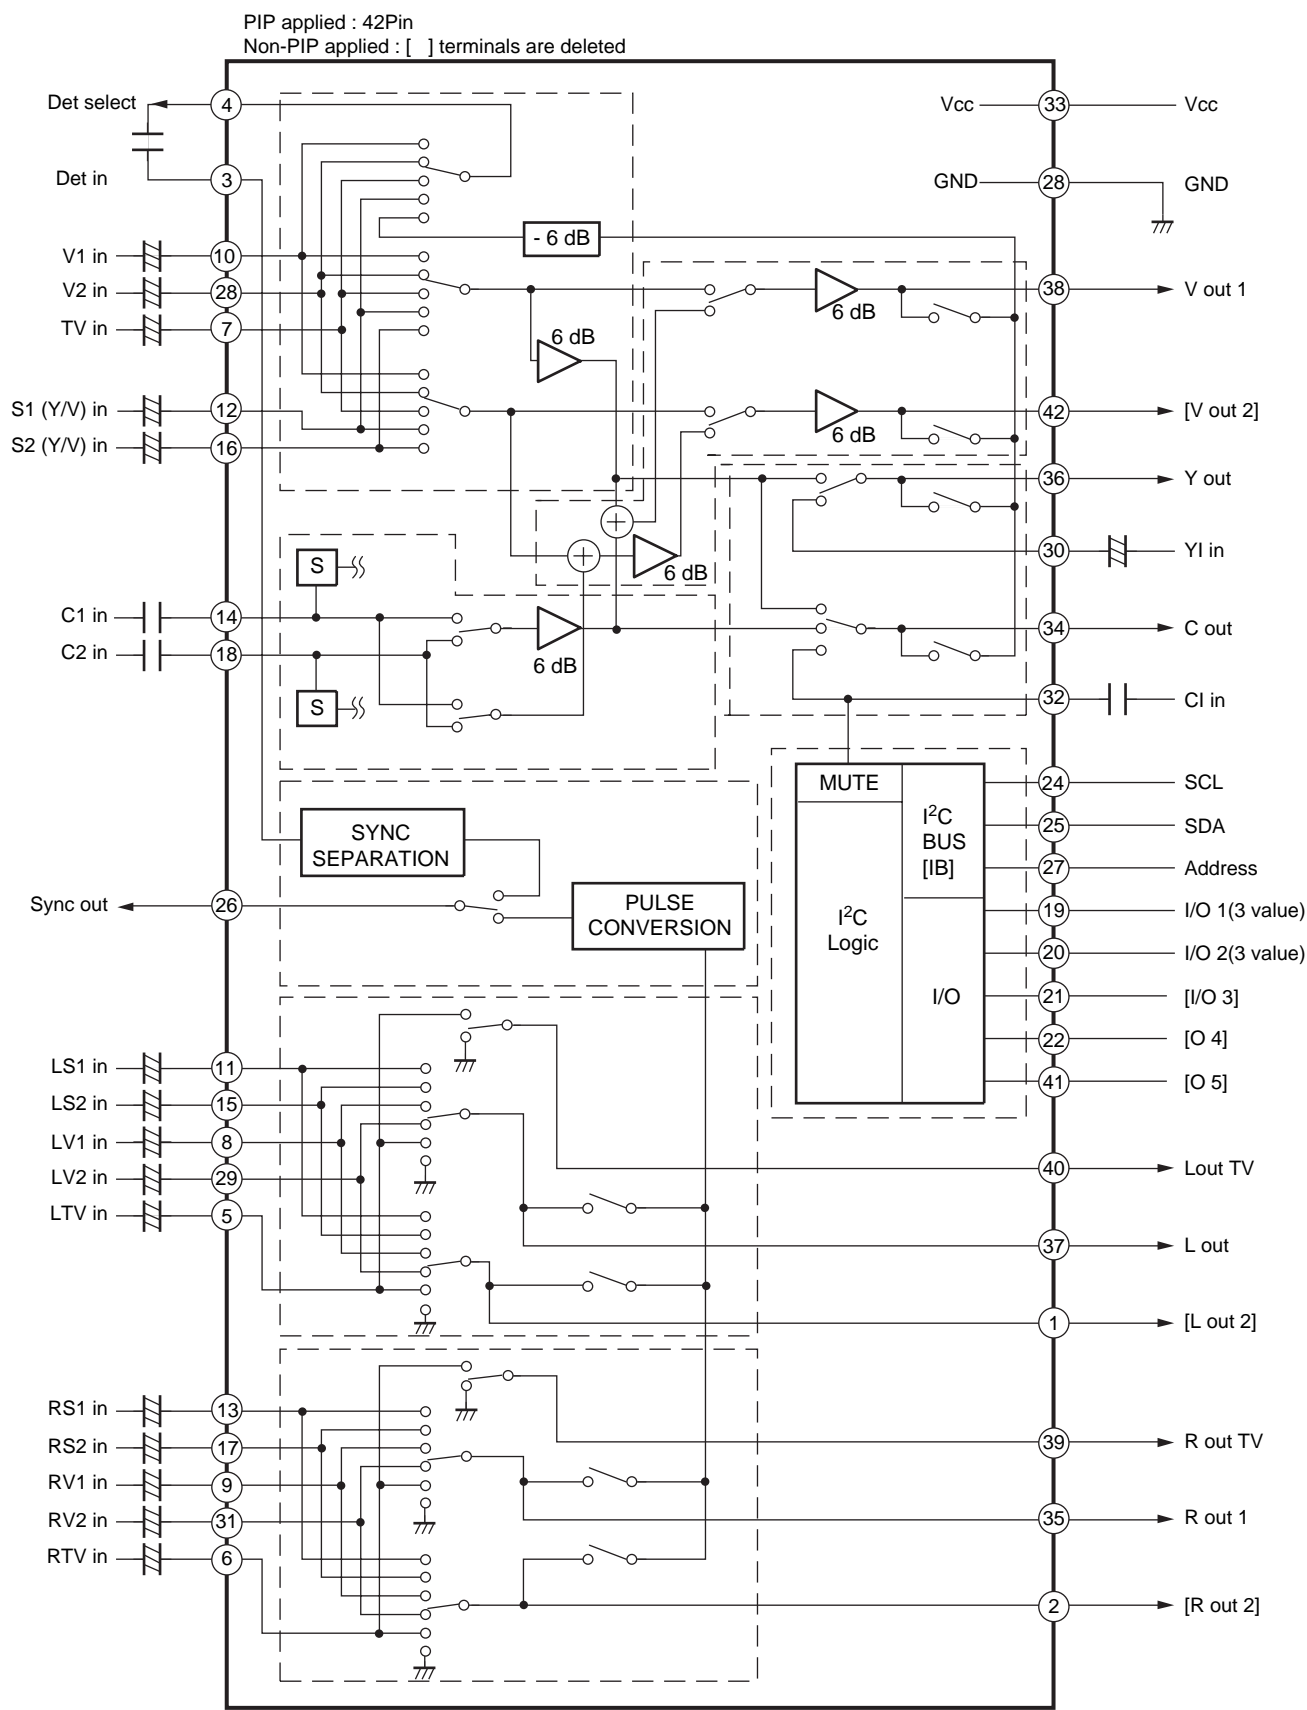 PIP applied : 42Pin
Non-PIP applied : [ ] terminals are deleted
Det select 4 Vcc 33 Vcc
Det in 3 GND 28 GND
- 6 dB
V1 in 10
V2 in 28 38 V out 1
6 dB
TV in 7
6 dB
S1 (Y/V) in 12 42 [V out 2]
6 dB
S2 (Y/V) in 16
36 Y out
+
+ 30 YI in
6 dB
S
C1 in 14 34 C out
C2 in 18
6 dB
S 32 CI in
MUTE 24 SCL
I2C
BUS
[IB]
25 SDA
SYNC
SEPARATION
27 Address
Sync out 26 PULSE
CONVERSION
19 I/O 1(3 value)
I2C
Logic
20 I/O 2(3 value)
I/O 21 [I/O 3]
22 [O 4]
LS1 in 11 41 [O 5]
LS2 in 15
LV1 in 8
40 Lout TV
LV2 in 29
LTV in 5
37 L out
1 [L out 2]
RS1 in 13
RS2 in 17 39 R out TV
RV1 in 9
RV2 in 31 35 R out 1
RTV in 6
2 [R out 2]